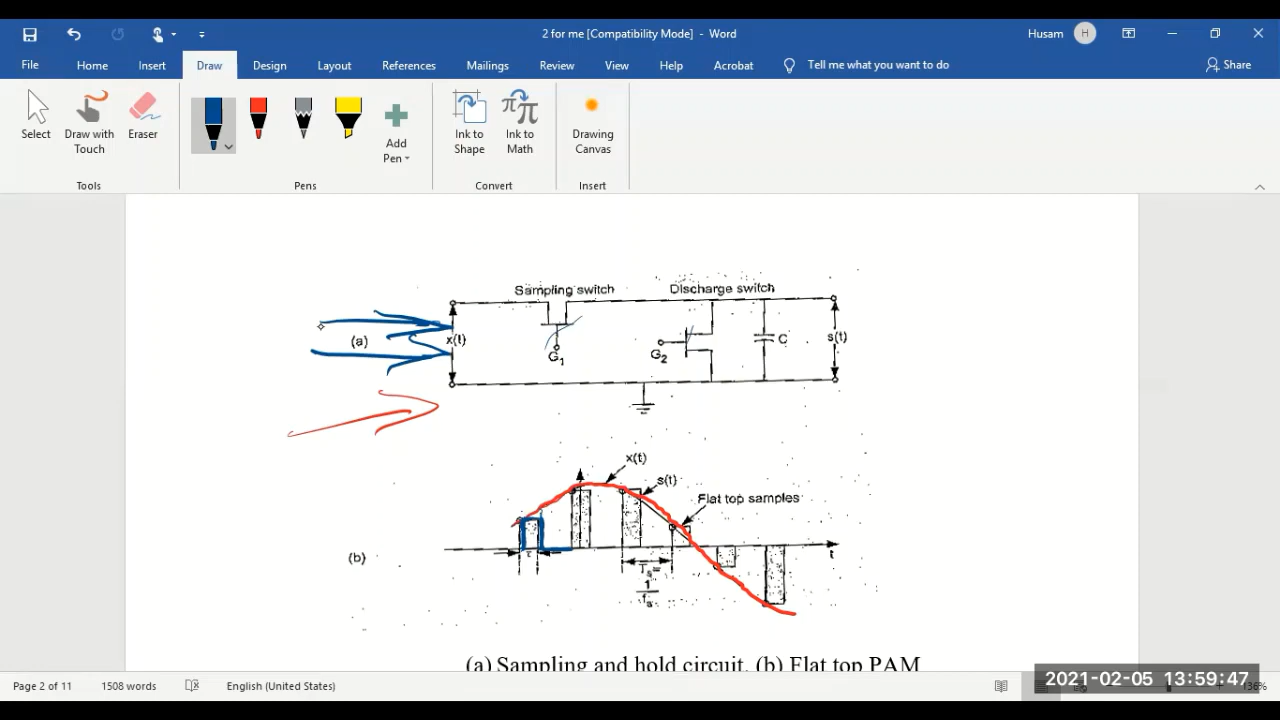 2 for me [Compatibility Mode] - Word
Husam H
File Home Insert Draw Design Layout References Mailings Review View Help Acrobat Tell me what you want to do Share
Select
Draw with Touch
Eraser
Add Pen
Ink to Shape
Ink to Math
Drawing Canvas
Tools Pens Convert Insert
Sampling switch Discharge switch
(a) x(t) G1 G2 C s(t)
x(t)
s(t)
Flat top samples
(b) τ Ts= 1/fs t
(a) Sampling and hold circuit, (b) Flat top PAM
Page 2 of 11 1508 words English (United States) 136%
2021-02-05 13:59:47